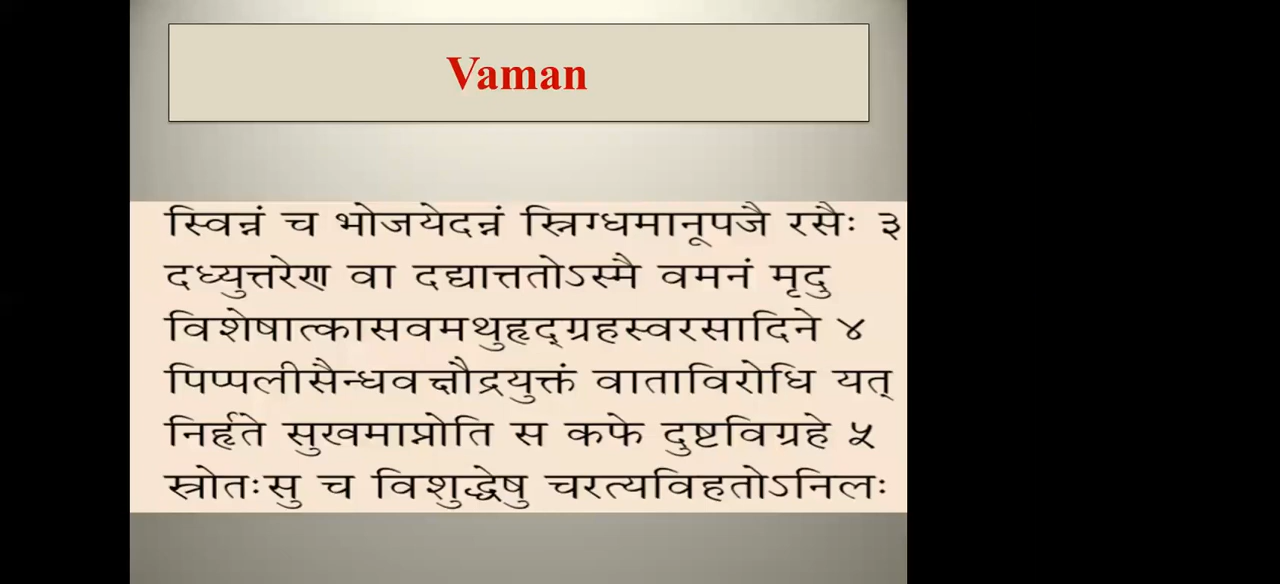 Vaman
स्विन्नं च भोजयेदन्नं स्निग्धमानूपजै रसैः ३
दध्युत्तरेण वा दद्यात्ततोऽस्मै वमनं मृदु
विशेषात्कासवमथुहृद्ग्रहस्वरसादिने ४
पिप्पलीसैन्धवक्षौद्रयुक्तं वाताविरोधि यत्
निर्हृते सुखमाप्नोति स कफे दुष्टविग्रहे ५
स्रोतःसु च विशुद्धेषु चरत्यविहतोऽनिलः